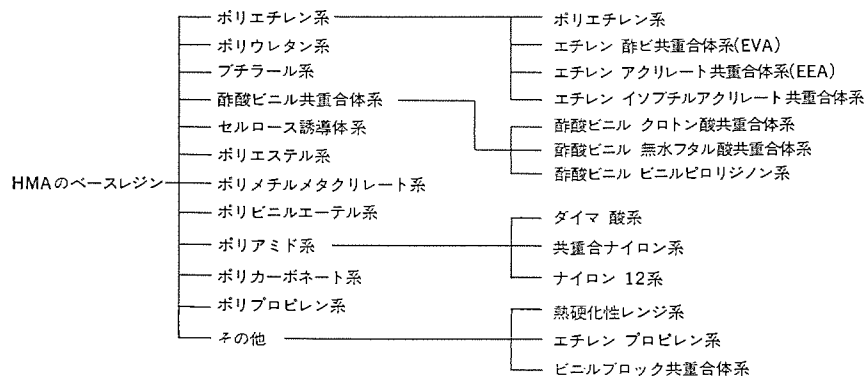 HMAのベースレジン
ポリエチレン系
ポリウレタン系
ブチラール系
酢酸ビニル共重合体系
セルロース誘導体系
ポリエステル系
ポリメチルメタクリレート系
ポリビニルエーテル系
ポリアミド系
ポリカーボネート系
ポリプロピレン系
その他
ポリエチレン系
エチレン 酢ビ共重合体系(EVA)
エチレン アクリレート共重合体系(EEA)
エチレン イソブチルアクリレート共重合体系
酢酸ビニル クロトン酸共重合体系
酢酸ビニル 無水フタル酸共重合体系
酢酸ビニル ビニルピロリジノン系
ダイマ 酸系
共重合ナイロン系
ナイロン 12系
熱硬化性レンジ系
エチレン プロピレン系
ビニルブロック共重合体系